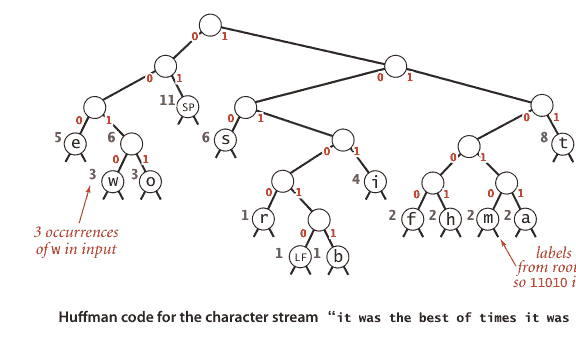 0 1
0 1 0 1
11 SP
0 1 0 1 0 1
5 e 6 6 s 8 t
0 1 0 1 0 1
3 w 3 o 4 i
0 1 0 1 0 1
1 r 2 f 2 h 2 m 2 a
0 1
1 LF 1 b
3 occurrences
of w in input
labels
from root
so 11010 i
Huffman code for the character stream “it was the best of times it was